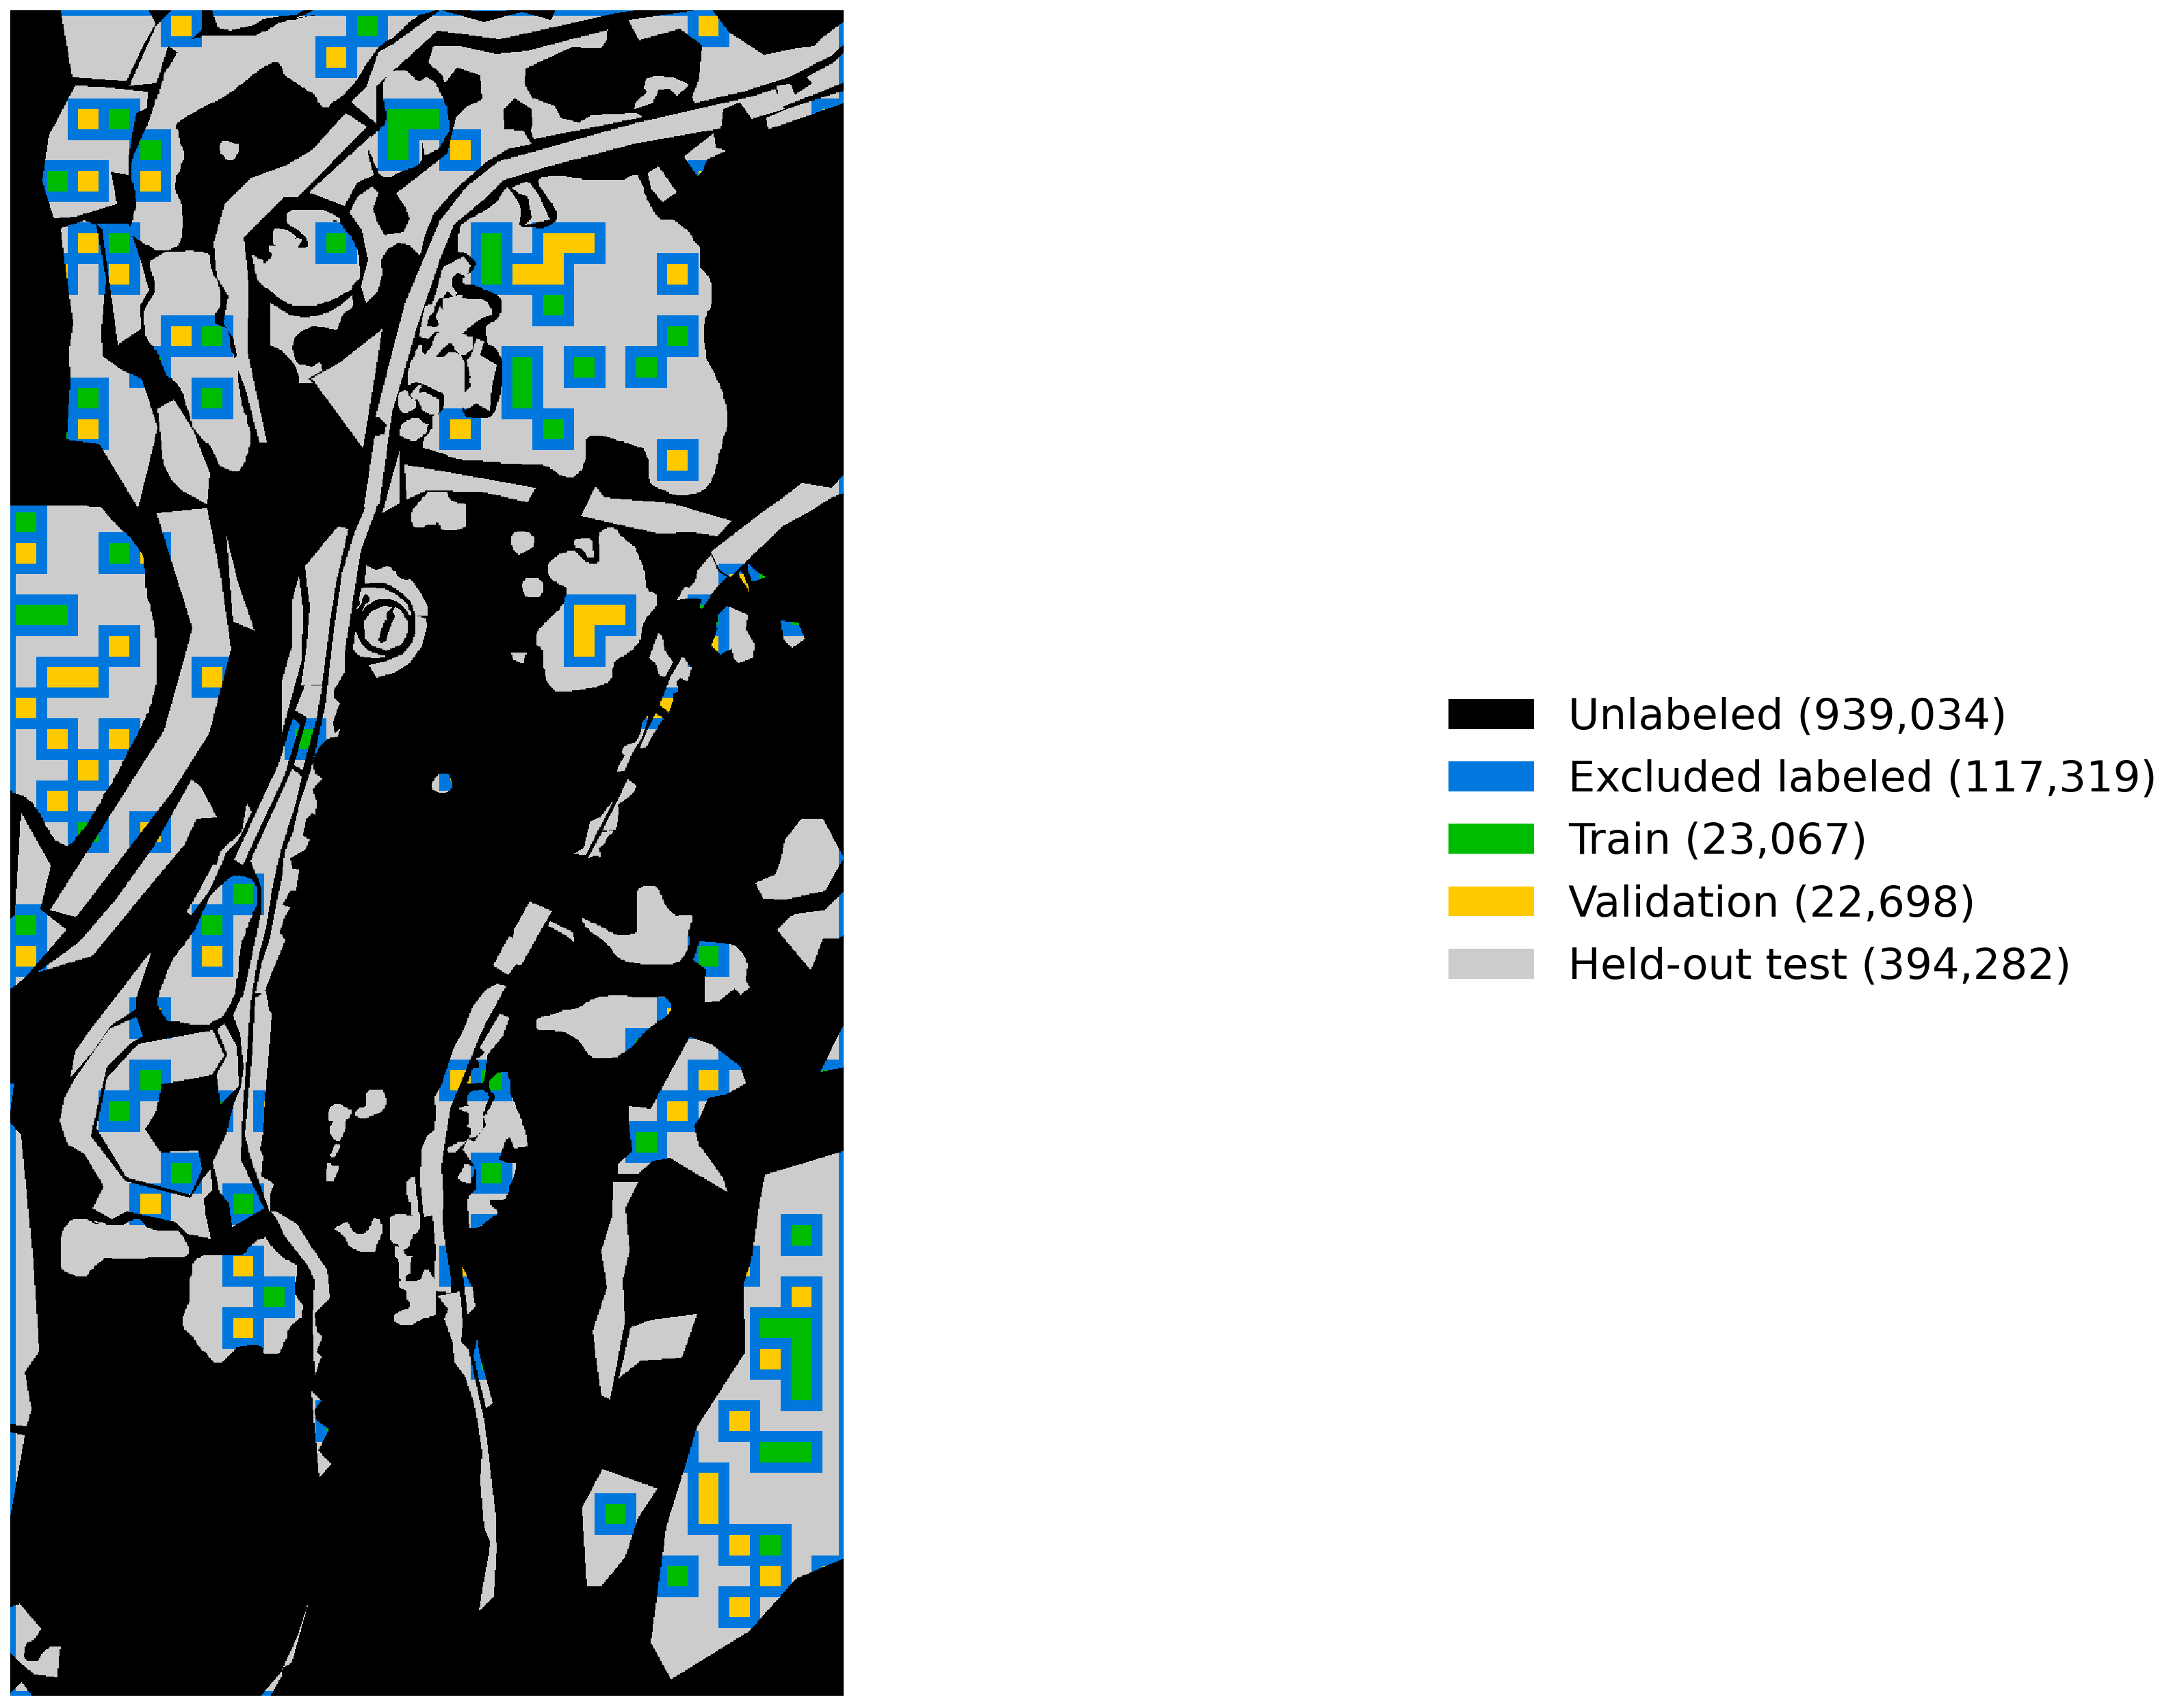 Unlabeled (939,034)
Excluded labeled (117,319)
Train (23,067)
Validation (22,698)
Held-out test (394,282)